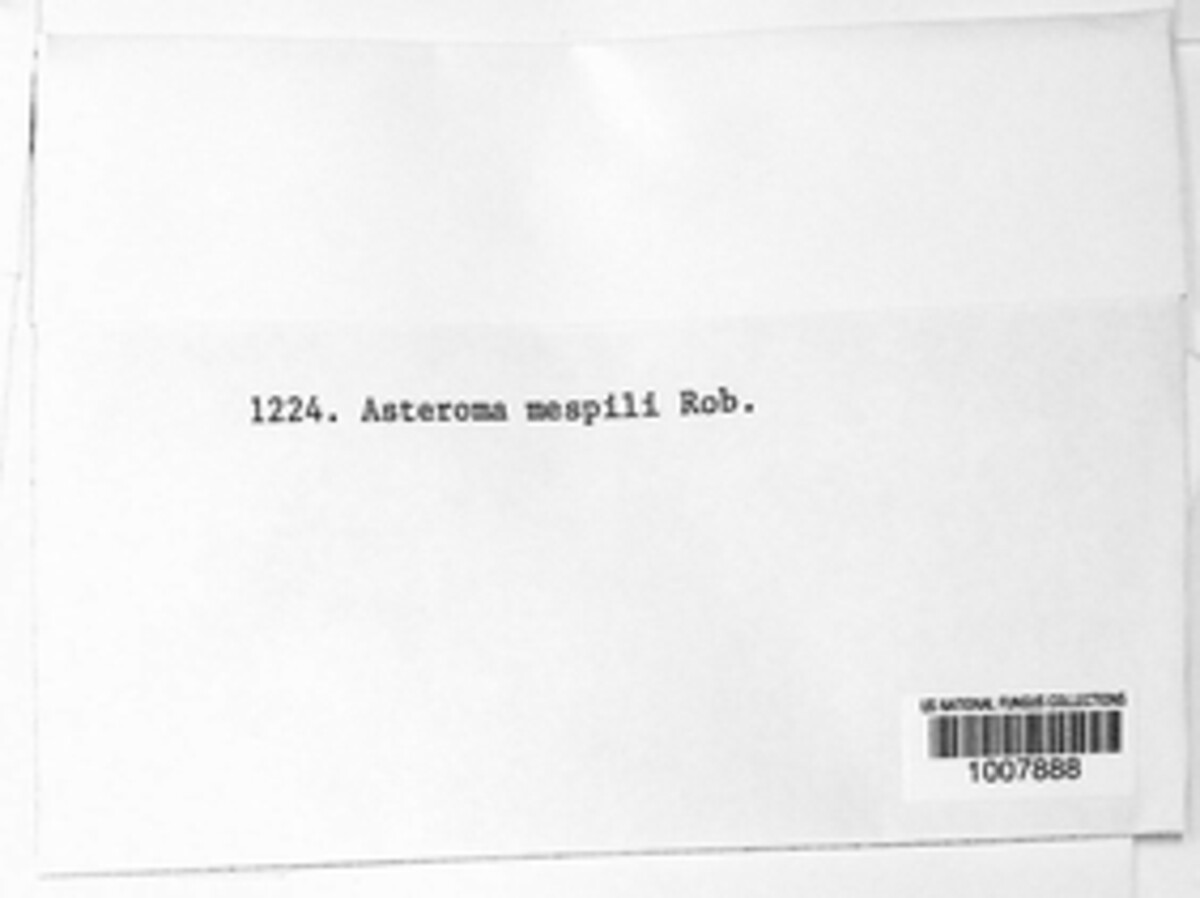 1224. Asteroma mespili Rob.
US NATIONAL FUNGUS COLLECTIONS
1007888